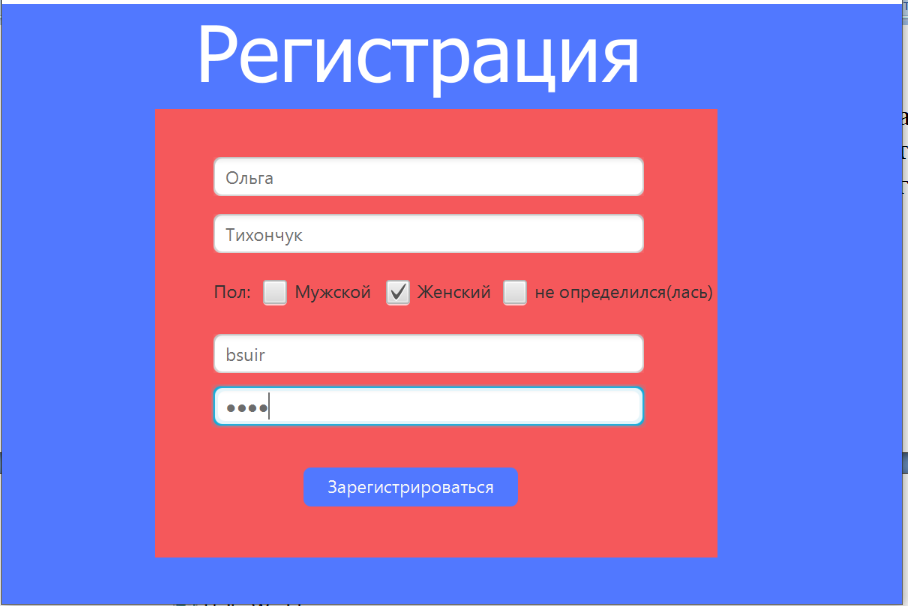 Регистрация
Ольга
Тихончук
Пол: Мужской Женский не определился(лась)
bsuir
••••
Зарегистрироваться